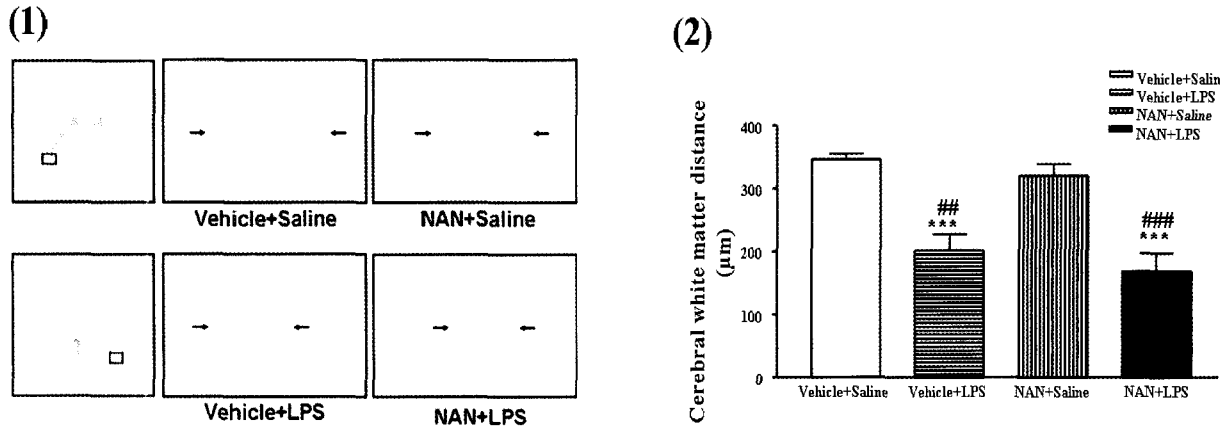 (1)
Vehicle+Saline
NAN+Saline
Vehicle+LPS
NAN+LPS
(2)
Vehicle+Salin
Vehicle+LPS
NAN+Saline
NAN+LPS
Cerebral white matter distance
(µm)
400
300
200
100
0
##
***
###
***
Vehicle+Saline
Vehicle+LPS
NAN+Saline
NAN+LPS